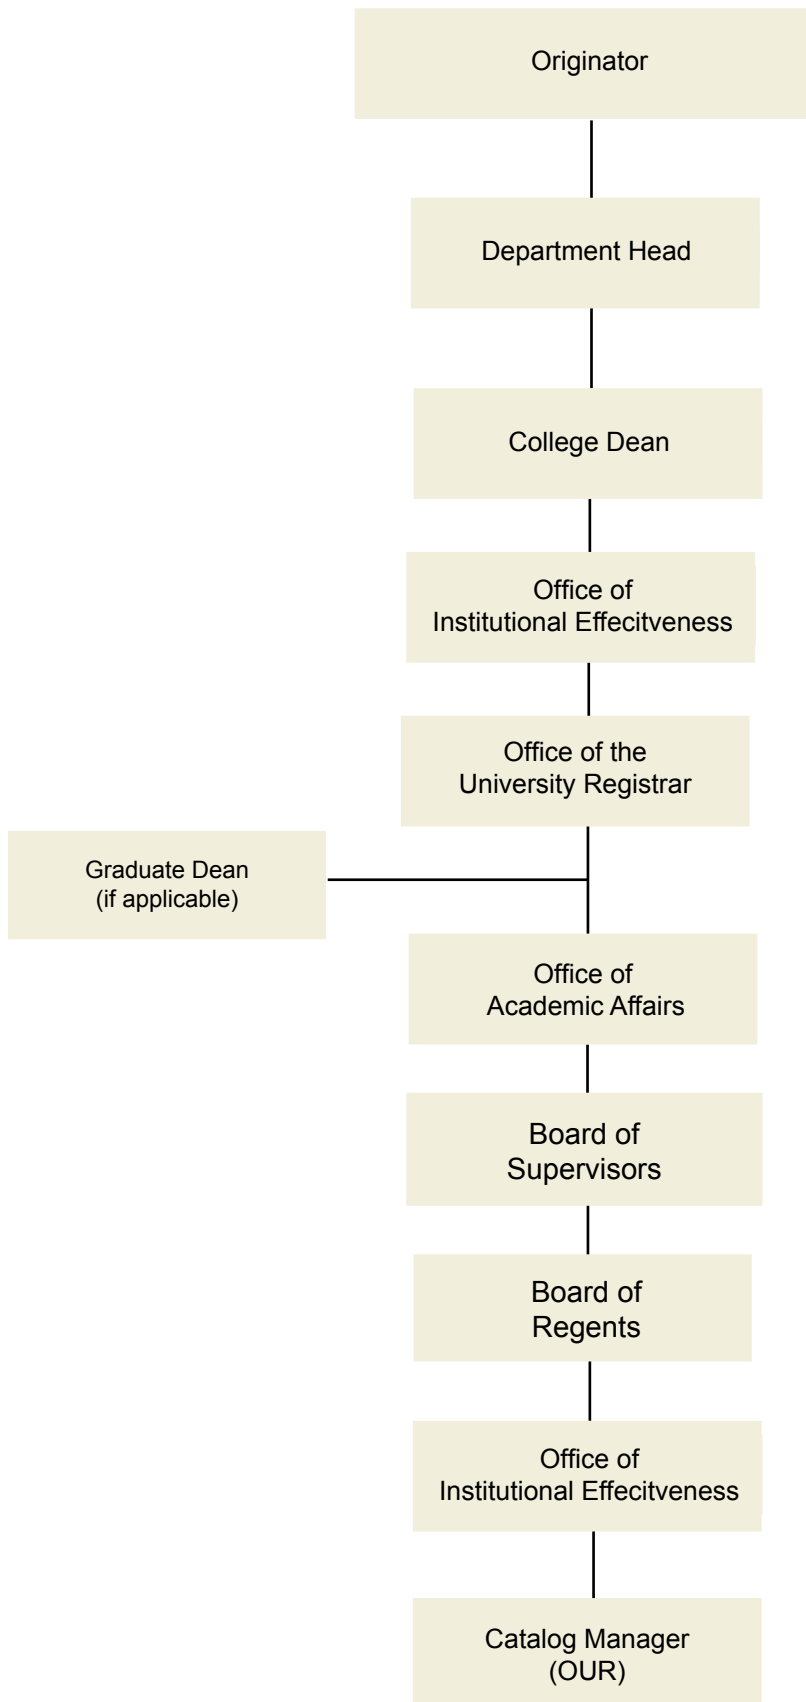 Originator
Department Head
College Dean
Office of
Institutional Effecitveness
Office of the
University Registrar
Graduate Dean
(if applicable)
Office of
Academic Affairs
Board of
Supervisors
Board of
Regents
Office of
Institutional Effecitveness
Catalog Manager
(OUR)